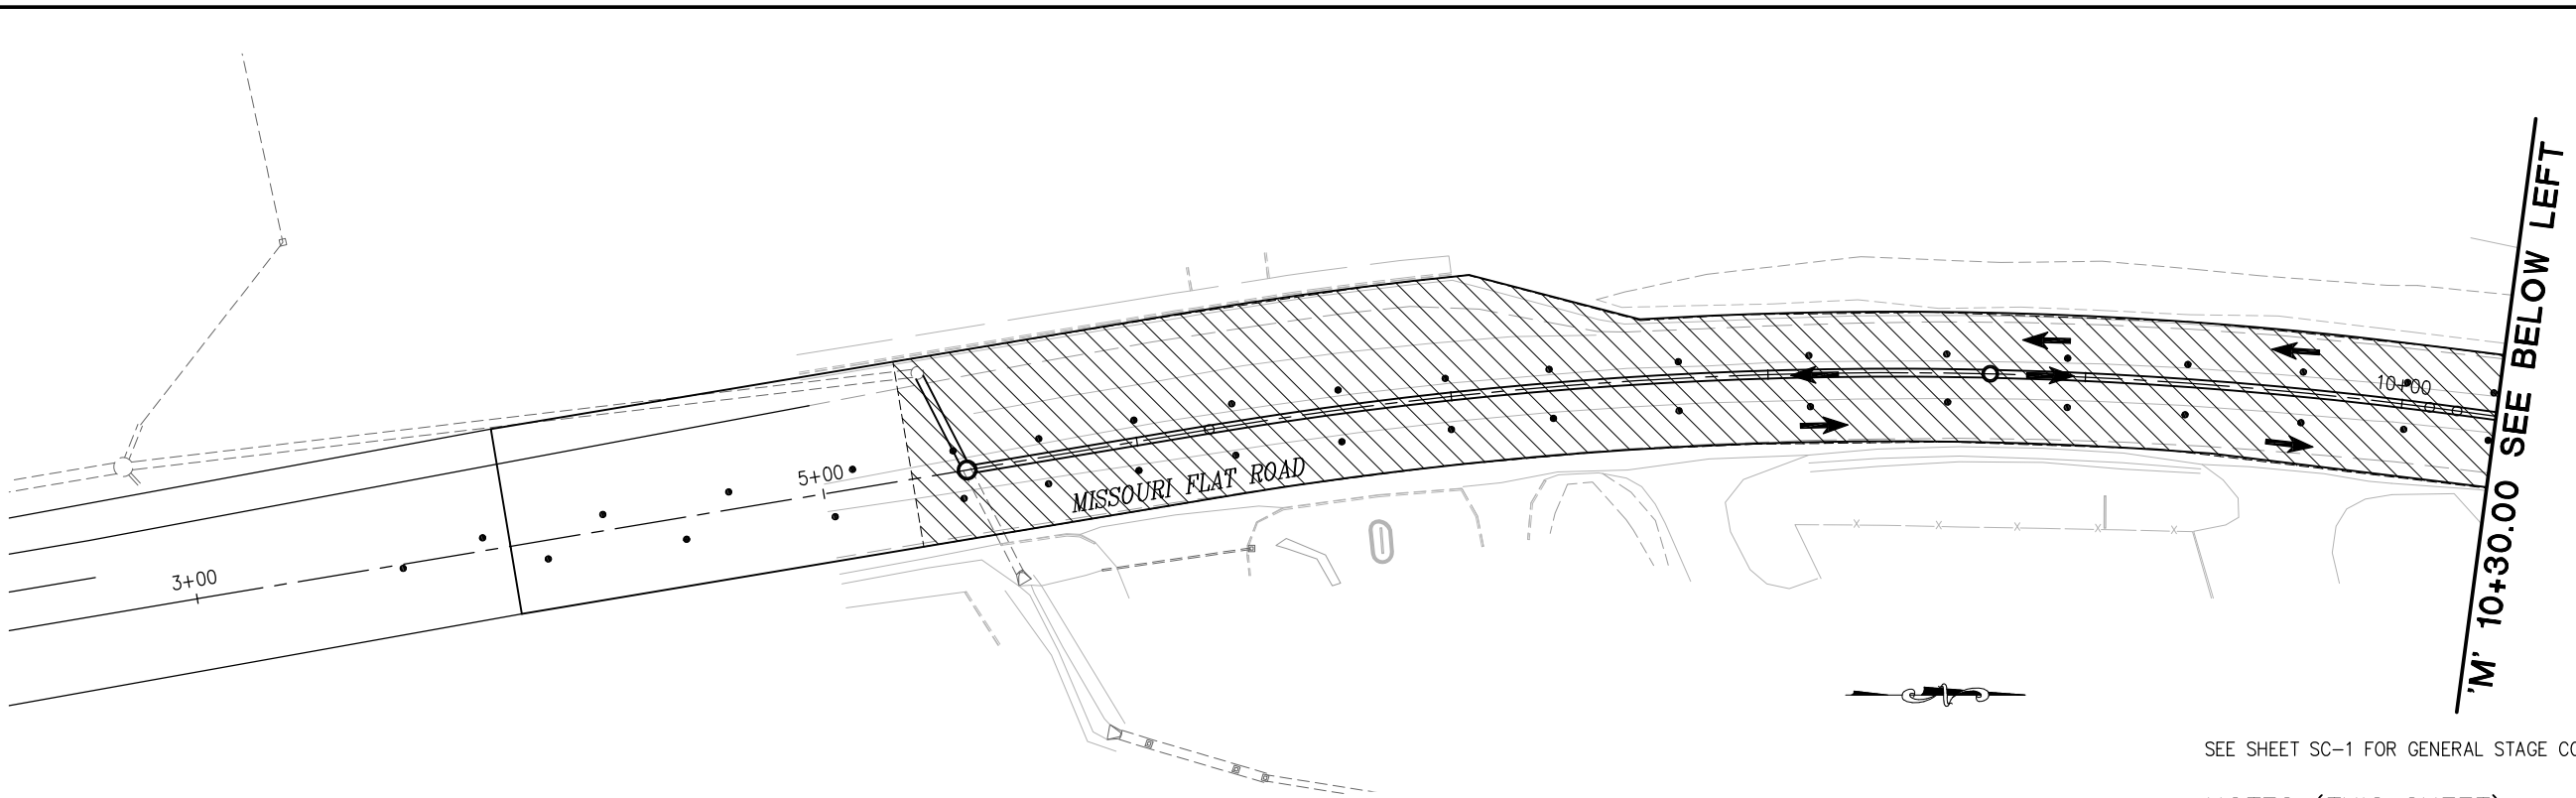 3+00
5+00
MISSOURI FLAT ROAD
10+00
'M' 10+30.00 SEE BELOW LEFT
SEE SHEET SC-1 FOR GENERAL STAGE CO